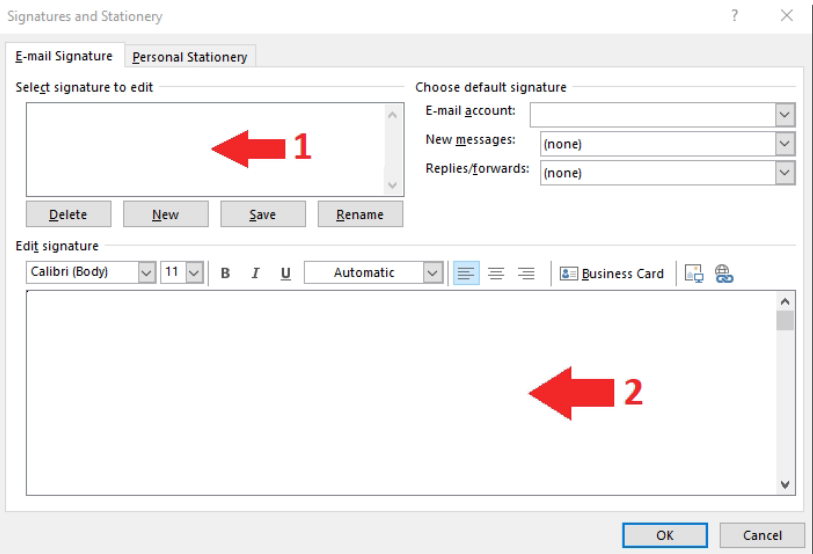 Signatures and Stationery ?
E-mail Signature Personal Stationery
Select signature to edit
1
Delete New Save Rename
Choose default signature
E-mail account:
New messages: (none)
Replies/forwards: (none)
Edit signature
Calibri (Body) 11 B I U Automatic Business Card
2
OK Cancel